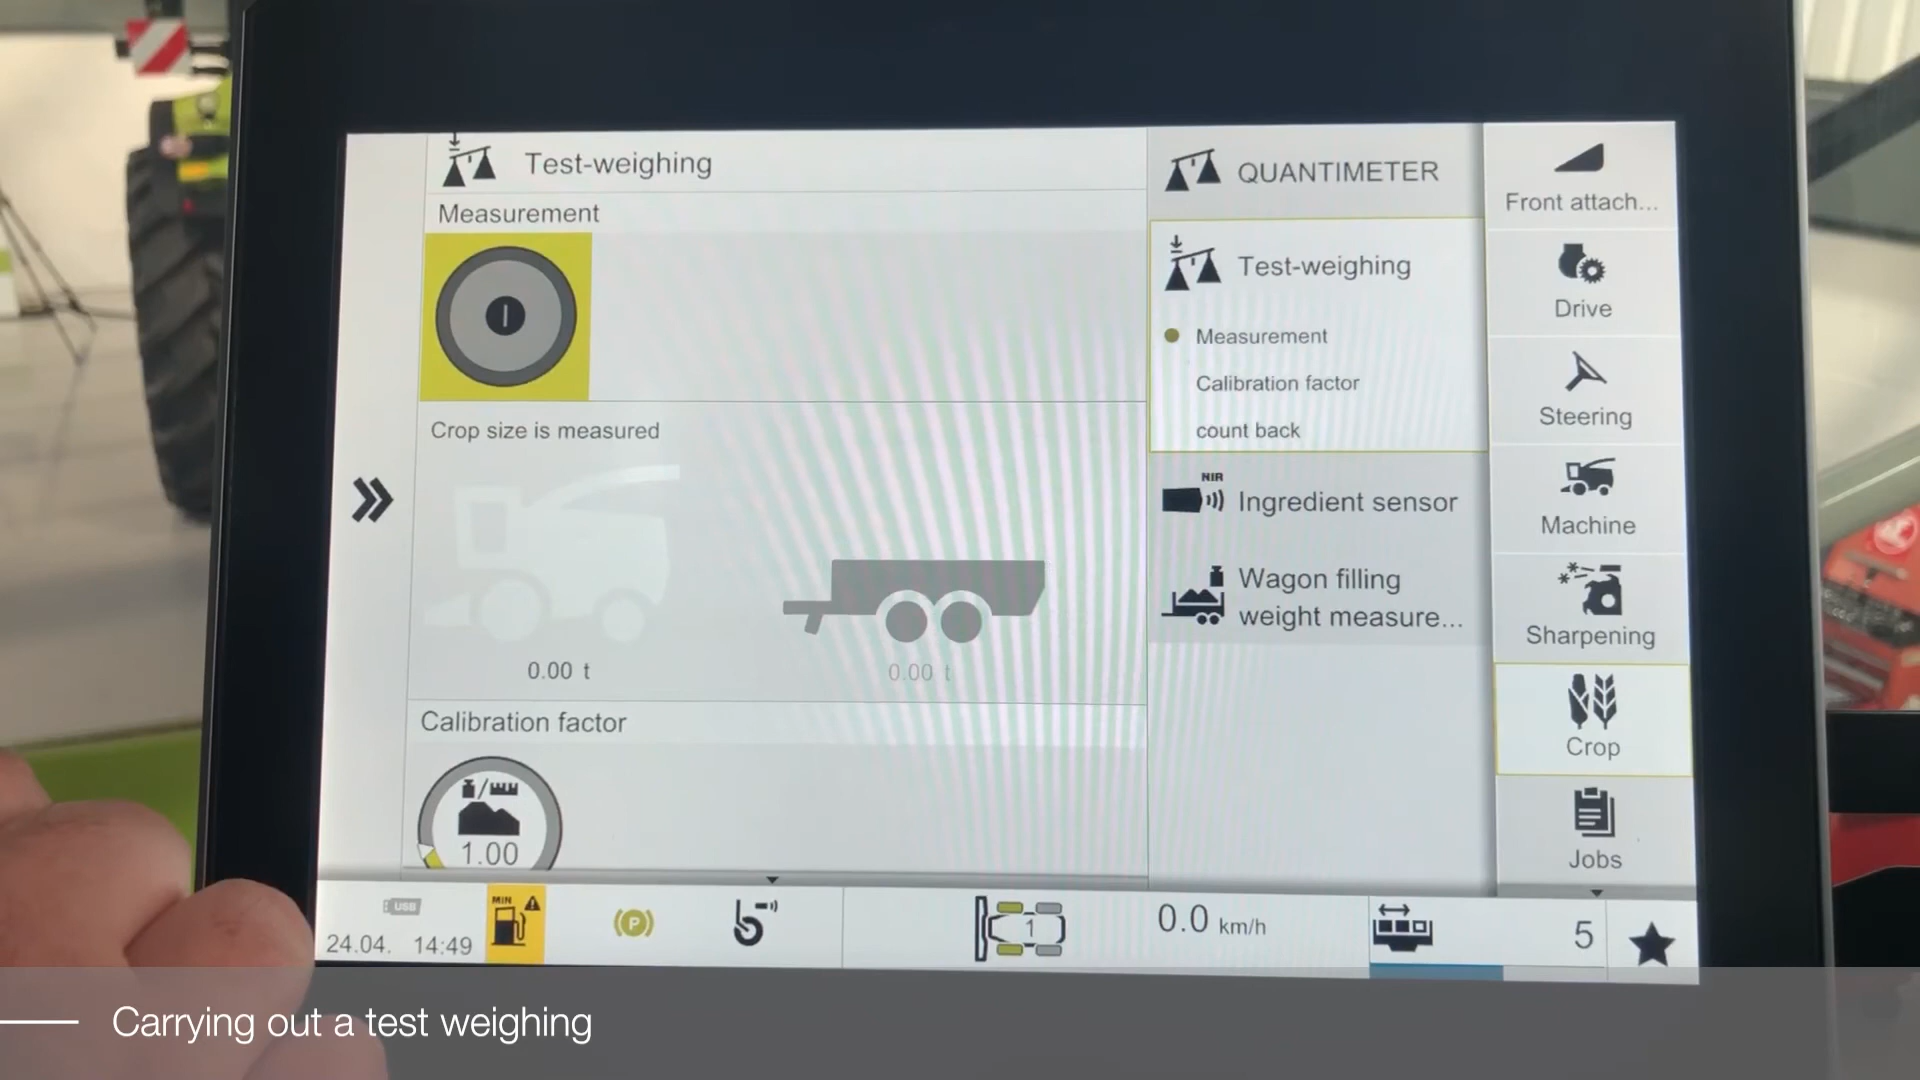 Test-weighing
Measurement
Crop size is measured
0.00 t
0.00 t
Calibration factor
1.00
QUANTIMETER
Test-weighing
Measurement
Calibration factor
count back
NIR
Ingredient sensor
Wagon filling
weight measure...
Front attach...
Drive
Steering
Machine
Sharpening
Crop
Jobs
USB
24.04. 14:49
MIN
P
1
0.0 km/h
5
Carrying out a test weighing